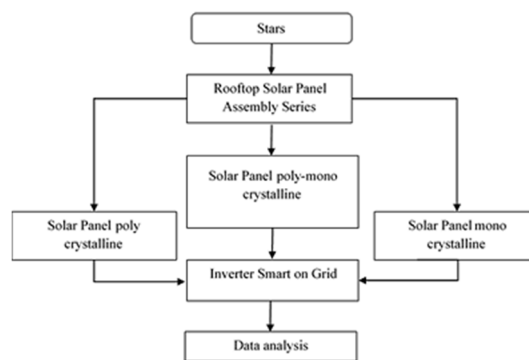 Stars
Rooftop Solar Panel
Assembly Series
Solar Panel poly-mono
crystalline
Solar Panel poly
crystalline
Solar Panel mono
crystalline
Inverter Smart on Grid
Data analysis